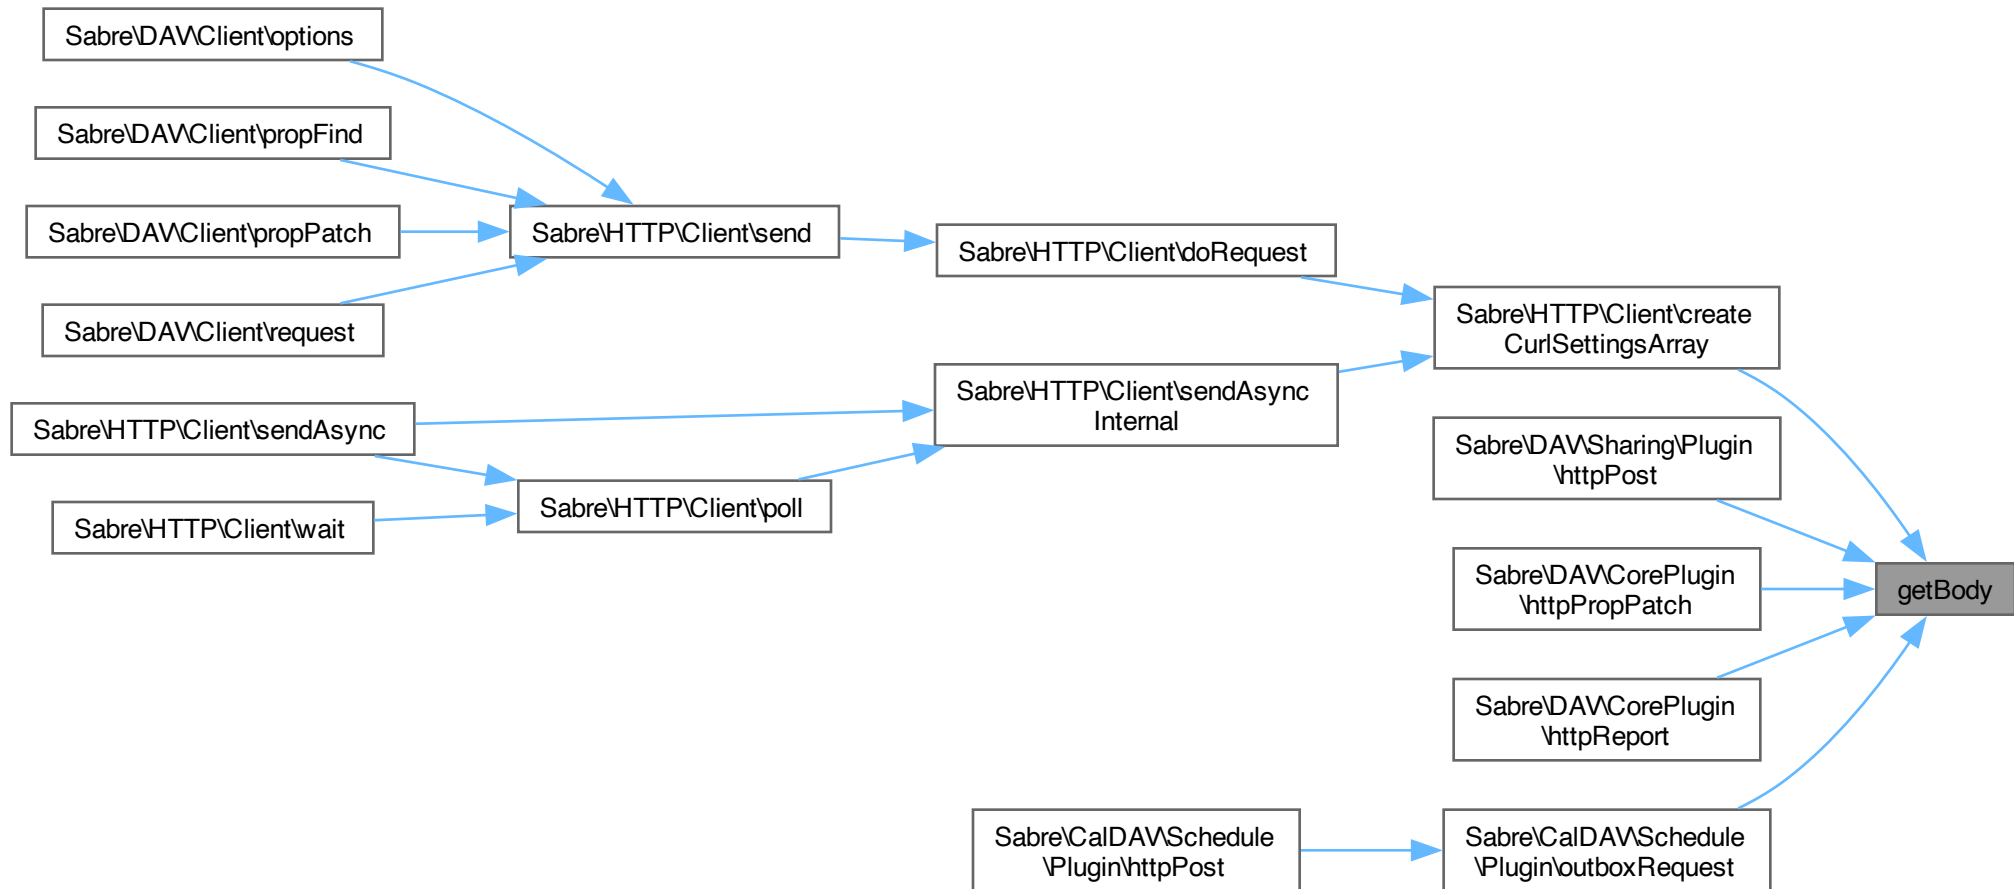 Sabre\DAV\Client\options
Sabre\DAV\Client\propFind
Sabre\DAV\Client\propPatch
Sabre\HTTP\Client\send
Sabre\DAV\Client\request
Sabre\HTTP\Client\doRequest
Sabre\HTTP\Client\create
CurlSettingsArray
Sabre\HTTP\Client\sendAsync
Internal
Sabre\HTTP\Client\sendAsync
Sabre\HTTP\Client\poll
Sabre\HTTP\Client\wait
Sabre\DAV\Sharing\Plugin
\httpPost
Sabre\DAV\CorePlugin
\httpPropPatch
getBody
Sabre\DAV\CorePlugin
\httpReport
Sabre\CalDAV\Schedule
\Plugin\httpPost
Sabre\CalDAV\Schedule
\Plugin\outboxRequest